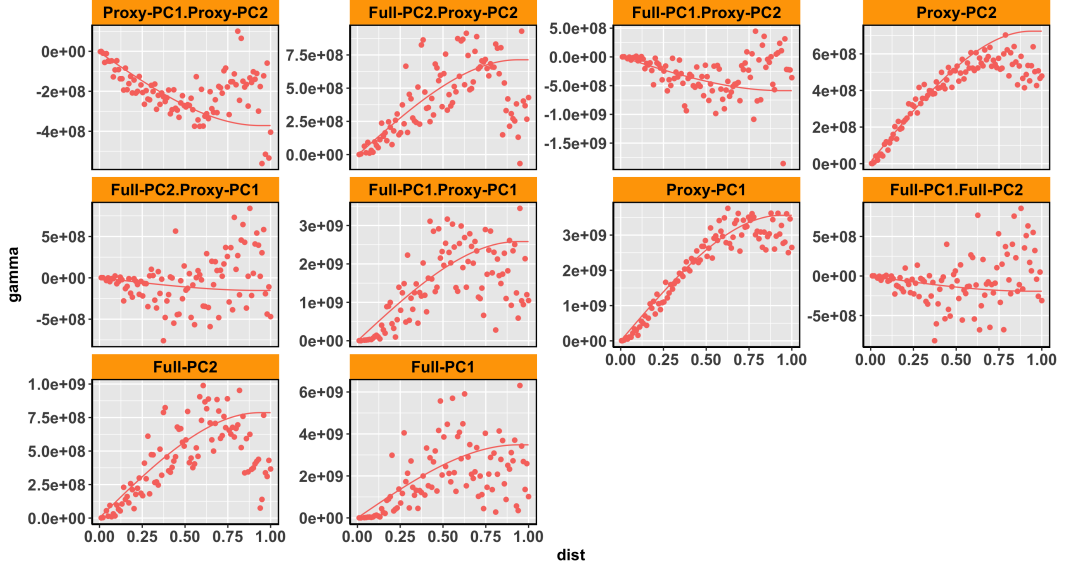 Proxy-PC1.Proxy-PC2 Full-PC2.Proxy-PC2 Full-PC1.Proxy-PC2 Proxy-PC2
0e+00 -2e+08 -4e+08
7.5e+08 5.0e+08 2.5e+08 0.0e+00
5.0e+08 0.0e+00 -5.0e+08 -1.0e+09 -1.5e+09
6e+08 4e+08 2e+08 0e+00
Full-PC2.Proxy-PC1 Full-PC1.Proxy-PC1 Proxy-PC1 Full-PC1.Full-PC2
5e+08 0e+00 -5e+08
3e+09 2e+09 1e+09 0e+00
3e+09 2e+09 1e+09 0e+00
5e+08 0e+00 -5e+08
0.00 0.25 0.50 0.75 1.00
0.00 0.25 0.50 0.75 1.00
gamma
Full-PC2 Full-PC1
1.0e+09 7.5e+08 5.0e+08 2.5e+08 0.0e+00
6e+09 4e+09 2e+09 0e+00
0.00 0.25 0.50 0.75 1.00
0.00 0.25 0.50 0.75 1.00
dist